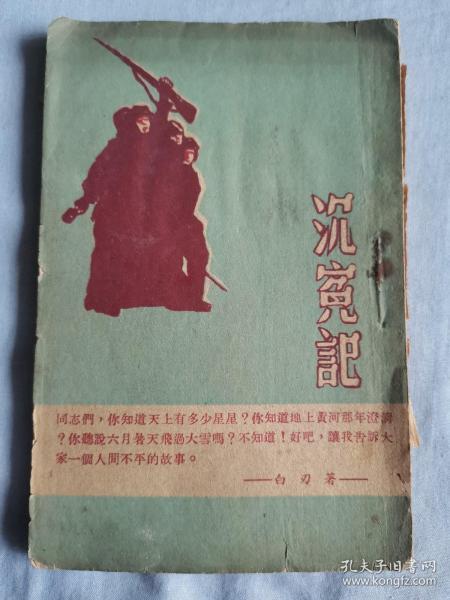 沉冤記
同志們，你知道天上有多少星星？你知道地上黃河那年澄清
？你聽說六月暑天飛過大雪嗎？不知道！好吧，讓我告訴大
家一個人間不平的故事。
——白刃著——
孔夫子旧书网
www.kongfz.com